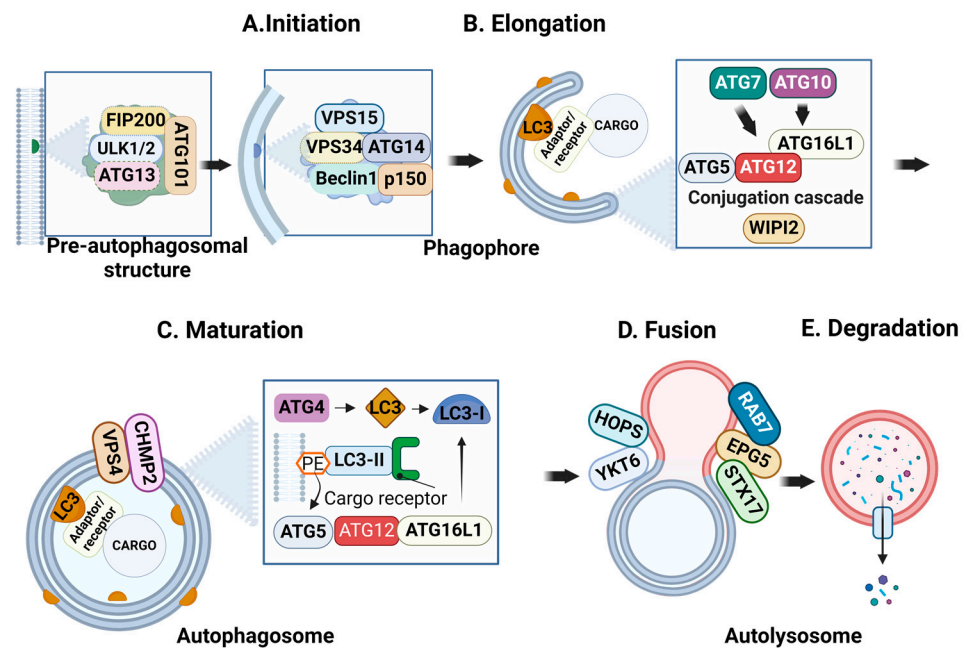 A.Initiation
B. Elongation
FIP200
ULK1/2
ATG13
ATG101
Pre-autophagosomal
structure
VPS15
VPS34
ATG14
Beclin1
p150
Phagophore
LC3
Adaptor/
receptor
CARGO
ATG7
ATG10
ATG16L1
ATG5
ATG12
Conjugation cascade
WIPI2
C. Maturation
D. Fusion
E. Degradation
VPS4
CHMP2
LC3
Adaptor/
receptor
CARGO
Autophagosome
ATG4
LC3
LC3-I
PE
LC3-II
Cargo receptor
ATG5
ATG12
ATG16L1
HOPS
YKT6
RAB7
EPG5
STX17
Autolysosome